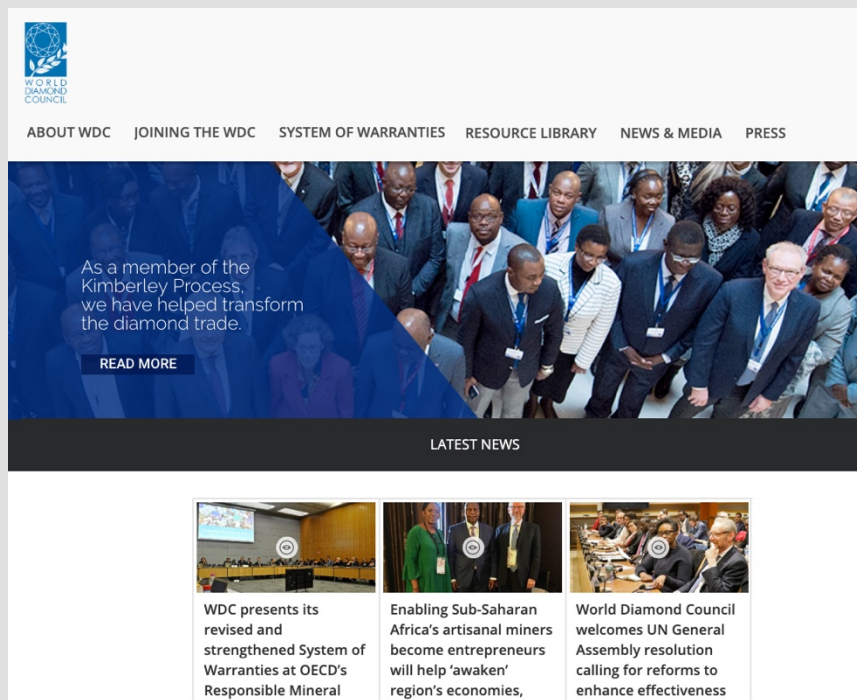 WORLD
DIAMOND
COUNCIL
ABOUT WDC JOINING THE WDC SYSTEM OF WARRANTIES RESOURCE LIBRARY NEWS & MEDIA PRESS
As a member of the
Kimberley Process,
we have helped transform
the diamond trade.
READ MORE
LATEST NEWS
WDC presents its
revised and
strengthened System of
Warranties at OECD’s
Responsible Mineral
Enabling Sub-Saharan
Africa’s artisanal miners
become entrepreneurs
will help ‘awaken’
region’s economies,
World Diamond Council
welcomes UN General
Assembly resolution
calling for reforms to
enhance effectiveness